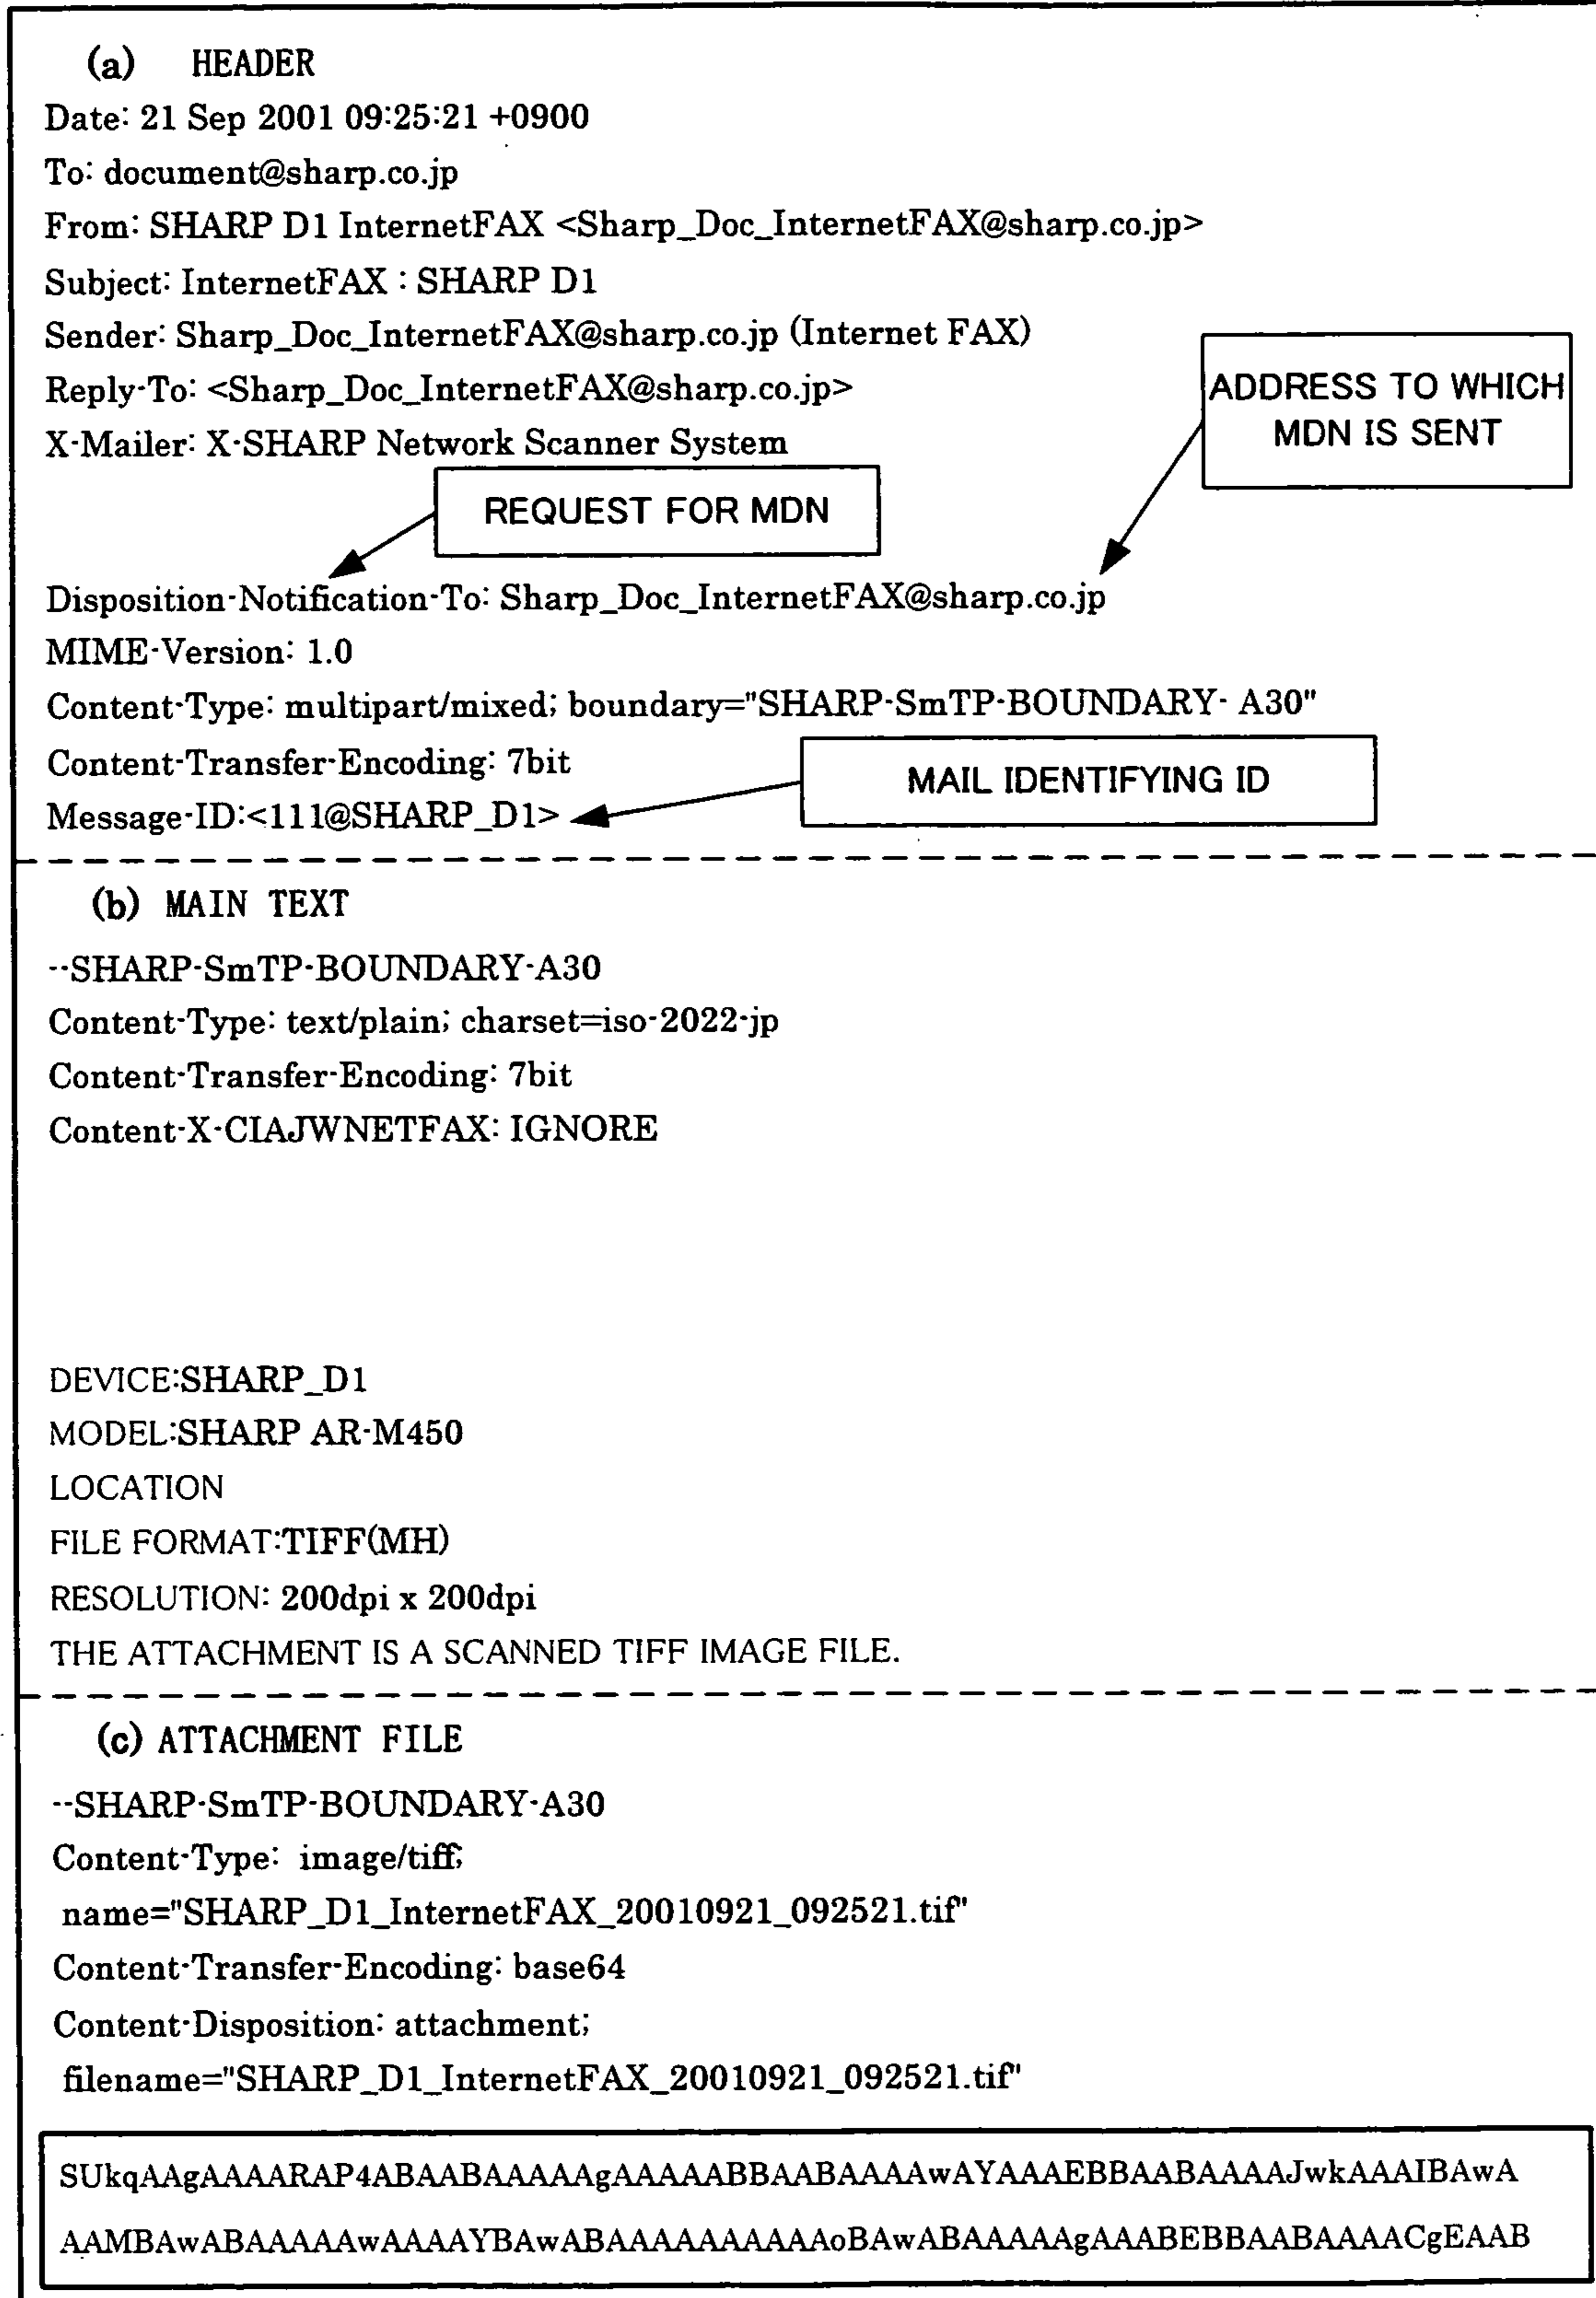 (a) HEADER
Date: 21 Sep 2001 09:25:21 +0900
To: document@sharp.co.jp
From: SHARP D1 InternetFAX <Sharp_Doc_InternetFAX@sharp.co.jp>
Subject: InternetFAX : SHARP D1
Sender: Sharp_Doc_InternetFAX@sharp.co.jp (Internet FAX)
Reply-To: <Sharp_Doc_InternetFAX@sharp.co.jp>
ADDRESS TO WHICH
MDN IS SENT
X-Mailer: X-SHARP Network Scanner System
REQUEST FOR MDN
Disposition-Notification-To: Sharp_Doc_InternetFAX@sharp.co.jp
MIME-Version: 1.0
Content-Type: multipart/mixed; boundary="SHARP-SmTP-BOUNDARY- A30"
Content-Transfer-Encoding: 7bit
MAIL IDENTIFYING ID
Message-ID:<111@SHARP_D1>
(b) MAIN TEXT
--SHARP-SmTP-BOUNDARY-A30
Content-Type: text/plain; charset=iso-2022-jp
Content-Transfer-Encoding: 7bit
Content-X-CIAJWNETFAX: IGNORE
DEVICE:SHARP_D1
MODEL:SHARP AR-M450
LOCATION
FILE FORMAT:TIFF(MH)
RESOLUTION: 200dpi x 200dpi
THE ATTACHMENT IS A SCANNED TIFF IMAGE FILE.
(c) ATTACHMENT FILE
--SHARP-SmTP-BOUNDARY-A30
Content-Type: image/tiff;
name="SHARP_D1_InternetFAX_20010921_092521.tif"
Content-Transfer-Encoding: base64
Content-Disposition: attachment;
filename="SHARP_D1_InternetFAX_20010921_092521.tif"
SUkqAAgAAAARAP4ABAABAAAAAgAAAAABBAABAAAAwAYAAAEBBAABAAAAJwkAAAIBAwA
AAMBAwABAAAAAwAAAAYBAwABAAAAAAAAAAoBAwABAAAAAgAAABEBBAABAAAACgEAAB